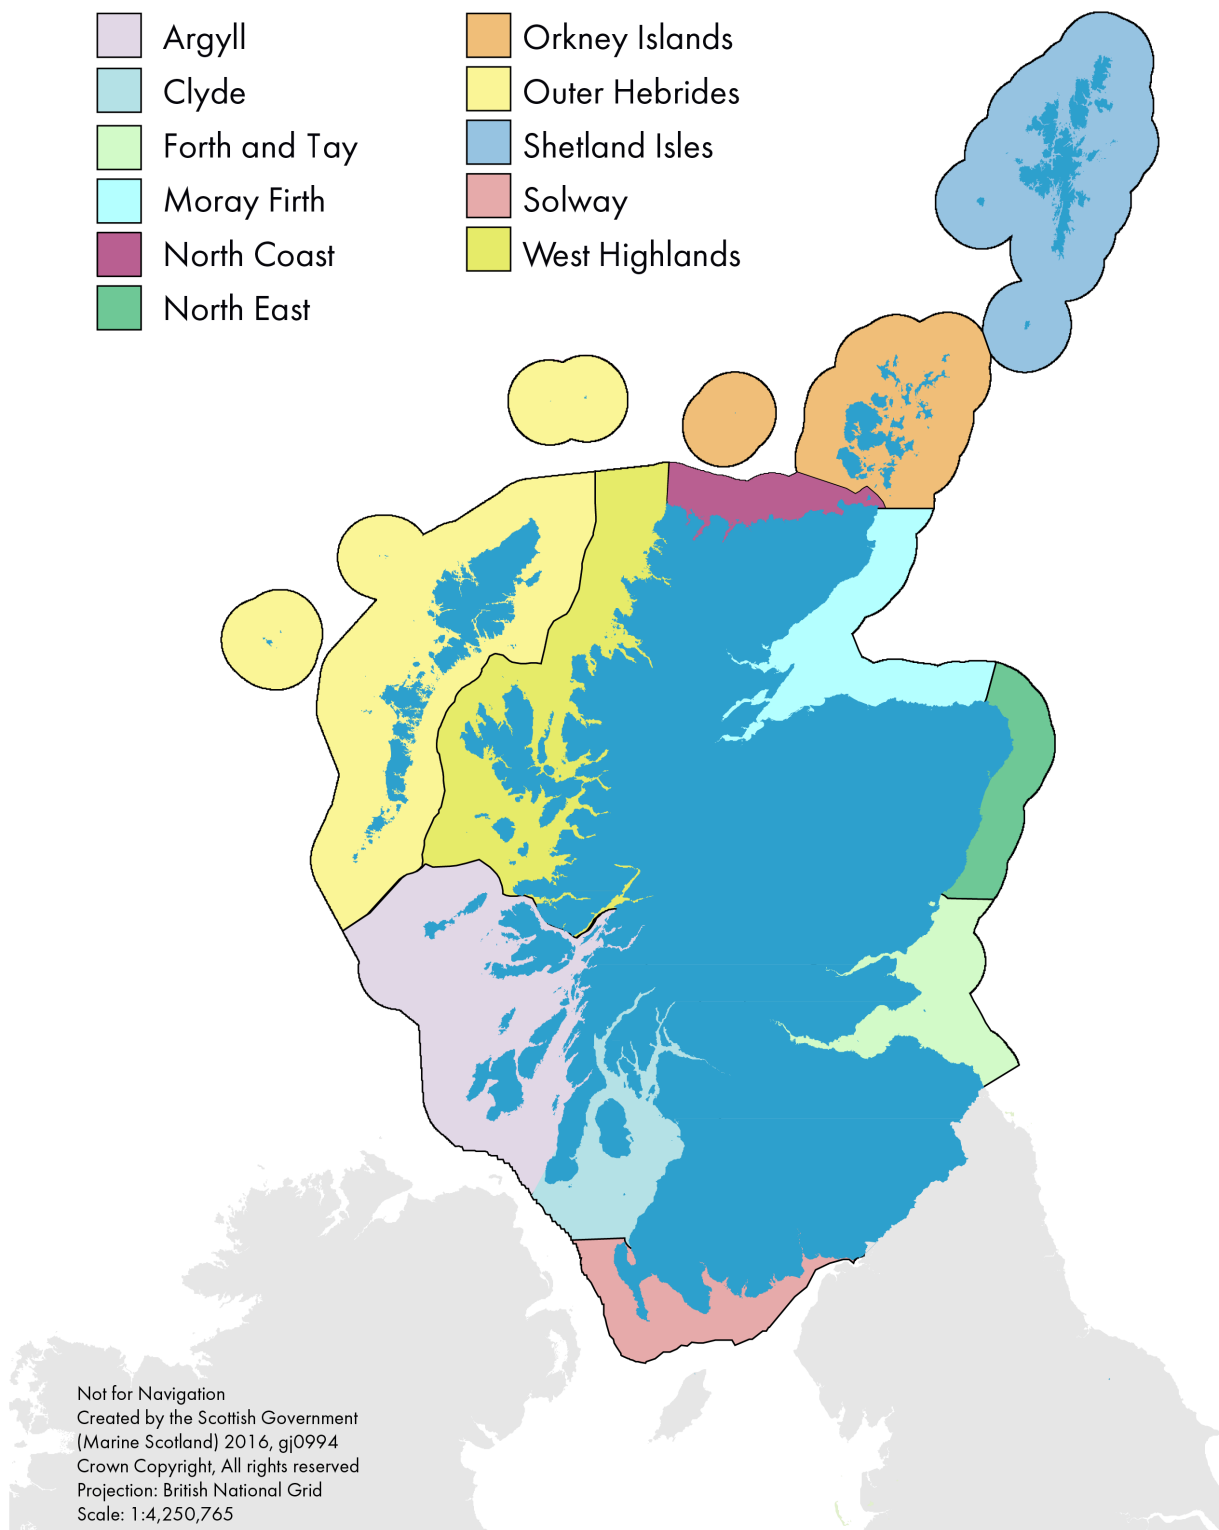 Argyll
Clyde
Forth and Tay
Moray Firth
North Coast
North East
Orkney Islands
Outer Hebrides
Shetland Isles
Solway
West Highlands
Not for Navigation
Created by the Scottish Government
(Marine Scotland) 2016, gj0994
Crown Copyright, All rights reserved
Projection: British National Grid
Scale: 1:4,250,765